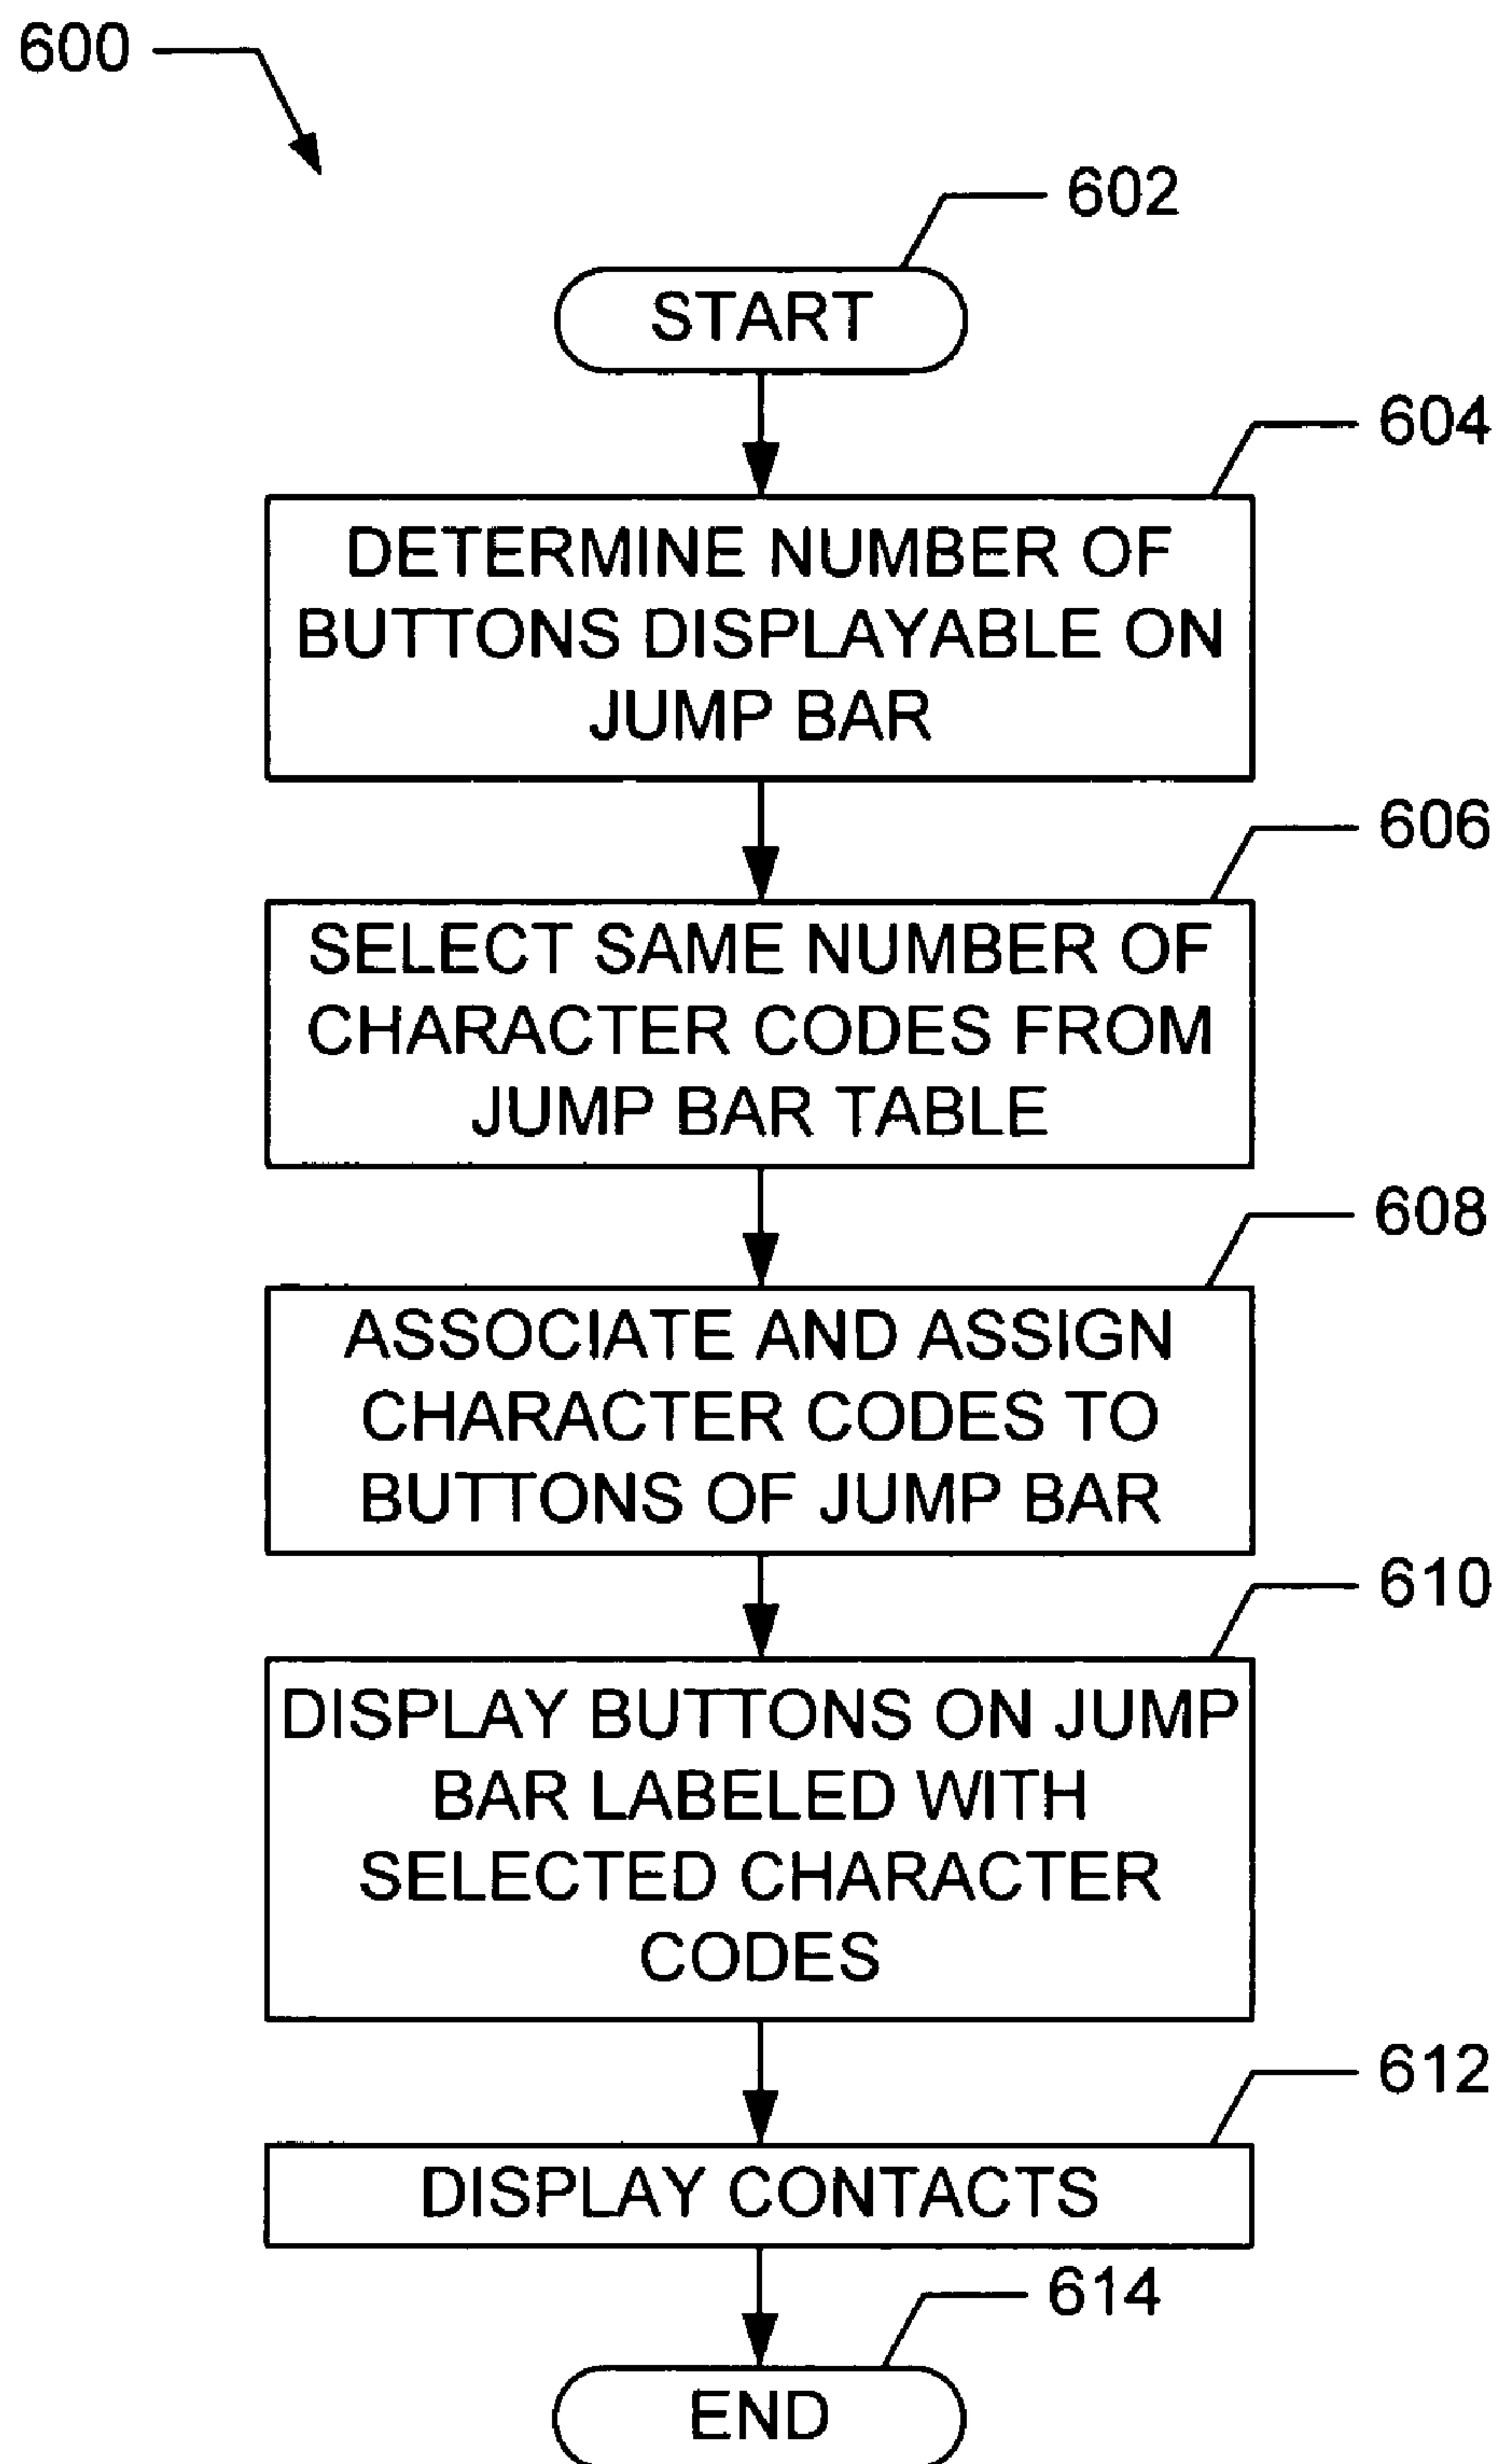 600
602
START
604
DETERMINE NUMBER OF
BUTTONS DISPLAYABLE ON
JUMP BAR
606
SELECT SAME NUMBER OF
CHARACTER CODES FROM
JUMP BAR TABLE
608
ASSOCIATE AND ASSIGN
CHARACTER CODES TO
BUTTONS OF JUMP BAR
610
DISPLAY BUTTONS ON JUMP
BAR LABELED WITH
SELECTED CHARACTER
CODES
612
DISPLAY CONTACTS
614
END